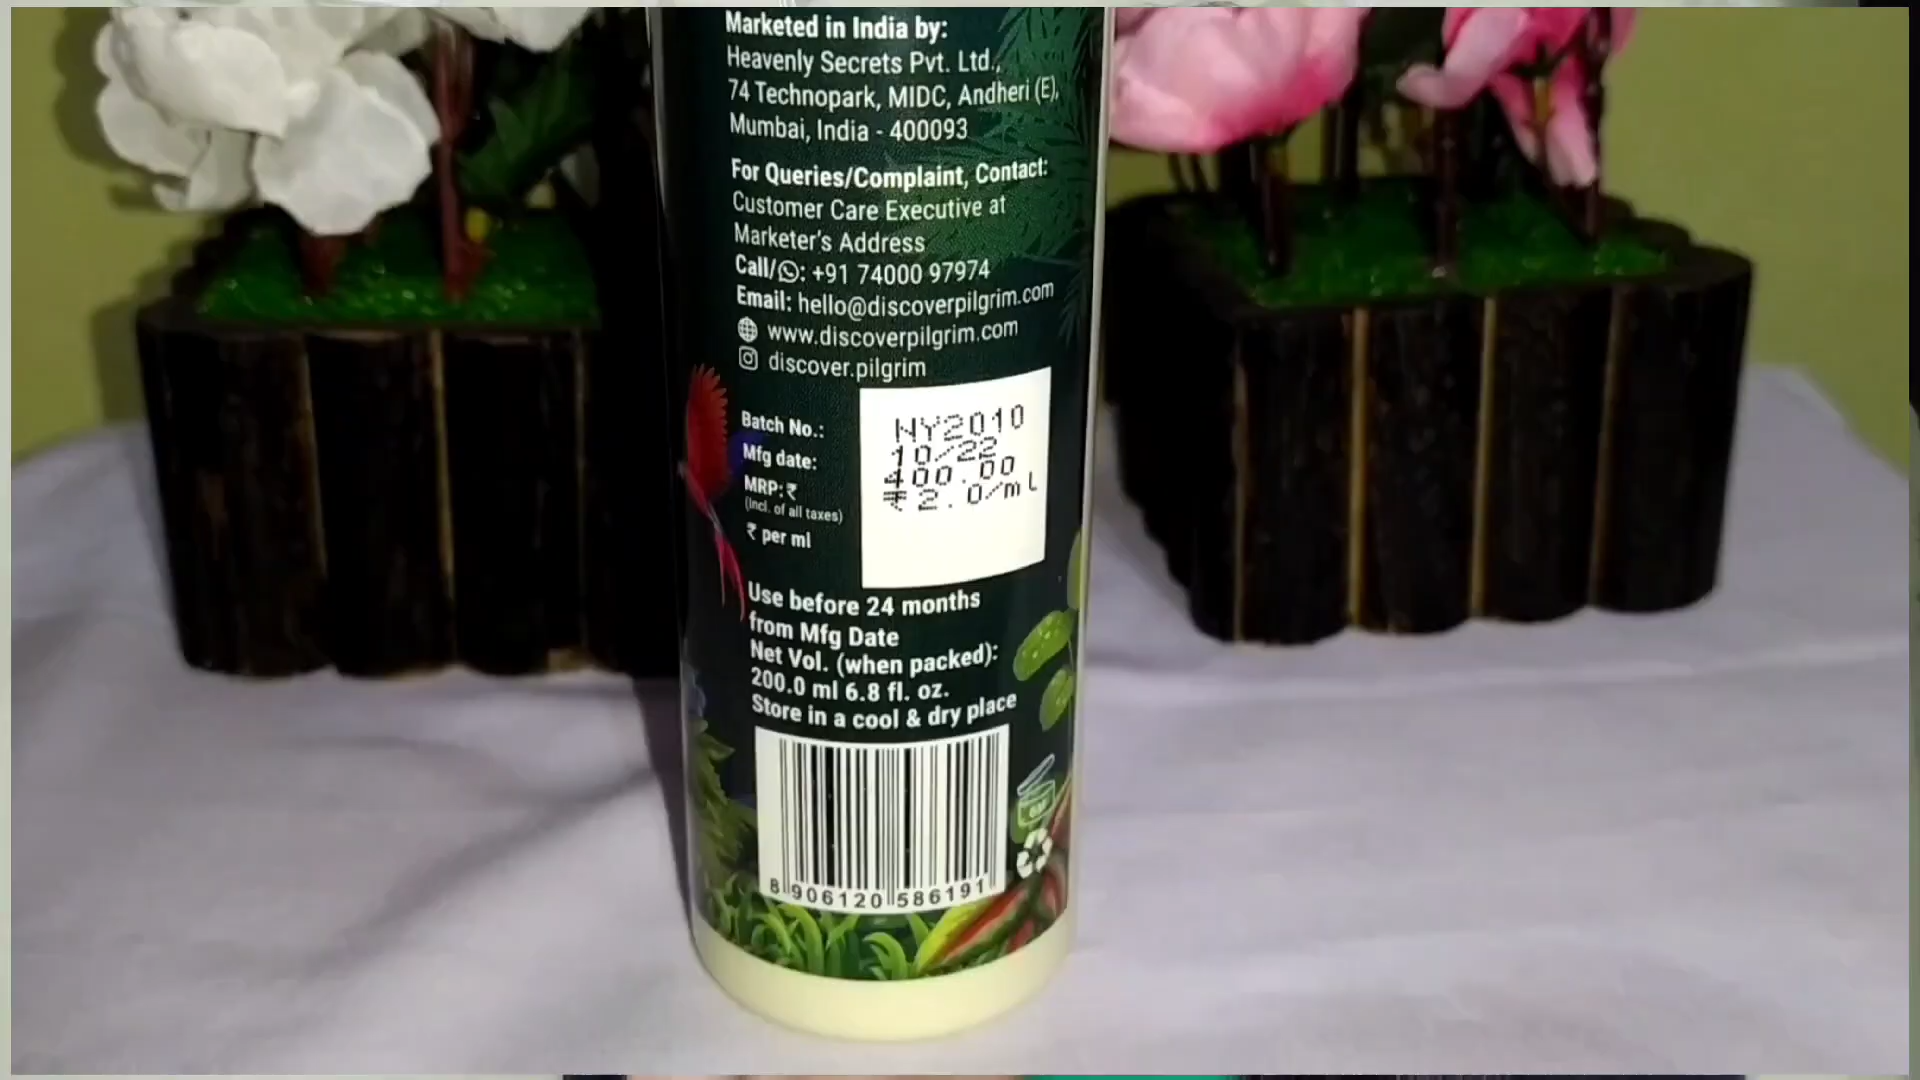 Marketed in India by:
Heavenly Secrets Pvt. Ltd.,
74 Technopark, MIDC, Andheri (E),
Mumbai, India - 400093
For Queries/Complaint, Contact:
Customer Care Executive at
Marketer's Address
Call/: +91 74000 97974
Email: hello@discoverpilgrim.com
www.discoverpilgrim.com
discover.pilgrim
Batch No.: NY2010
Mfg date: 10/22
MRP: ₹ 400.00
(Incl. of all taxes)
₹ per ml ₹ 2.0/mL
Use before 24 months
from Mfg Date
Net Vol. (when packed):
200.0 ml 6.8 fl. oz.
Store in a cool & dry place
8 906120 586191